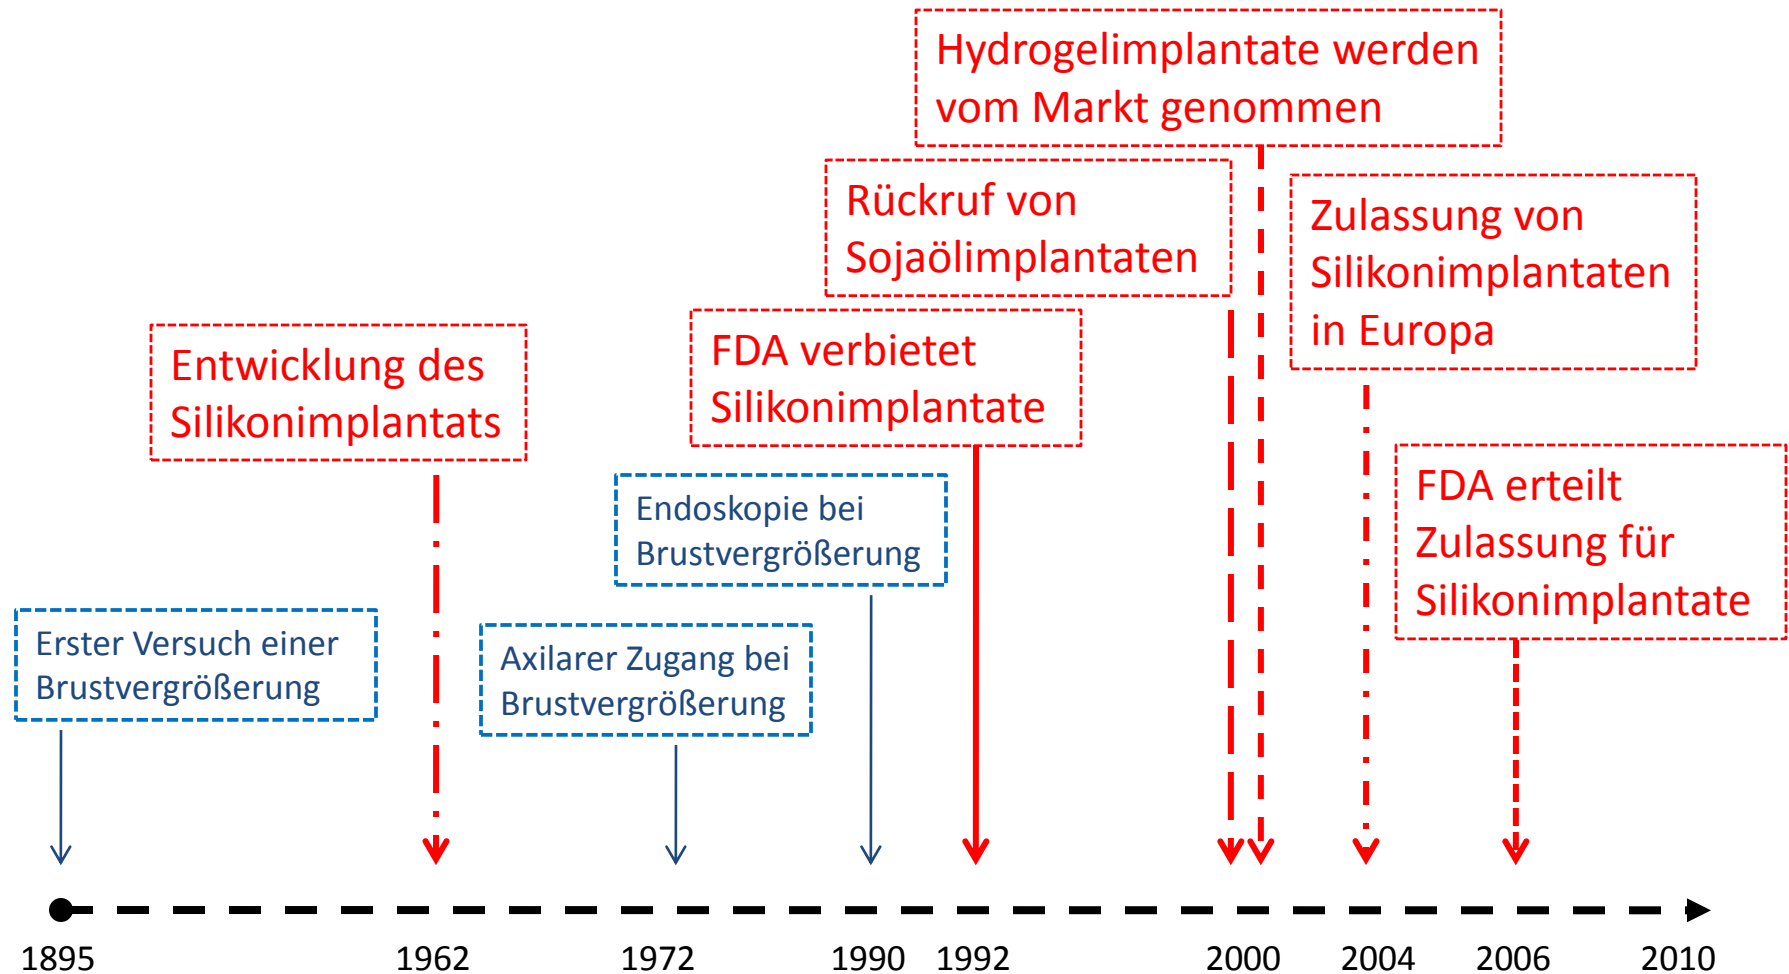 Hydrogelimplantate werden
vom Markt genommen
Rückruf von
Sojaölimplantaten
Zulassung von
Silikonimplantaten
in Europa
Entwicklung des
Silikonimplantats
FDA verbietet
Silikonimplantate
FDA erteilt
Zulassung für
Silikonimplantate
Endoskopie bei
Brustvergrößerung
Erster Versuch einer
Brustvergrößerung
Axilarer Zugang bei
Brustvergrößerung
1895 1962 1972 1990 1992 2000 2004 2006 2010